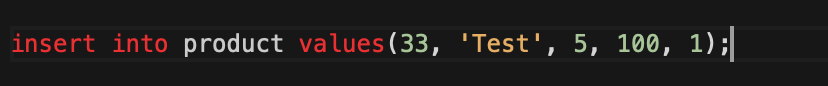 insert into product values(33, 'Test', 5, 100, 1);